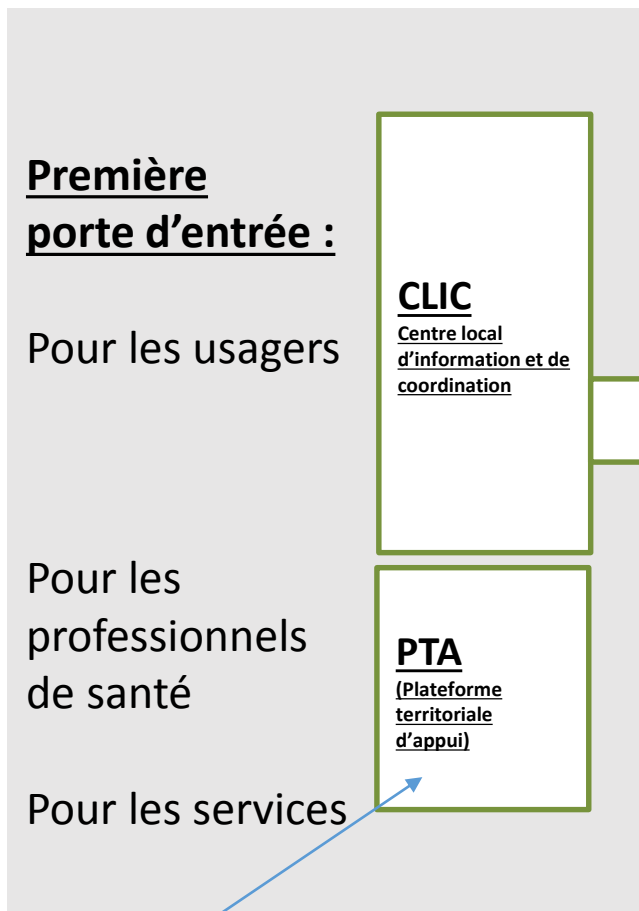 Première
porte d’entrée :
Pour les usagers
CLIC
Centre local
d’information et de
coordination
Pour les
professionnels
de santé
Pour les services
PTA
(Plateforme
territoriale
d’appui)